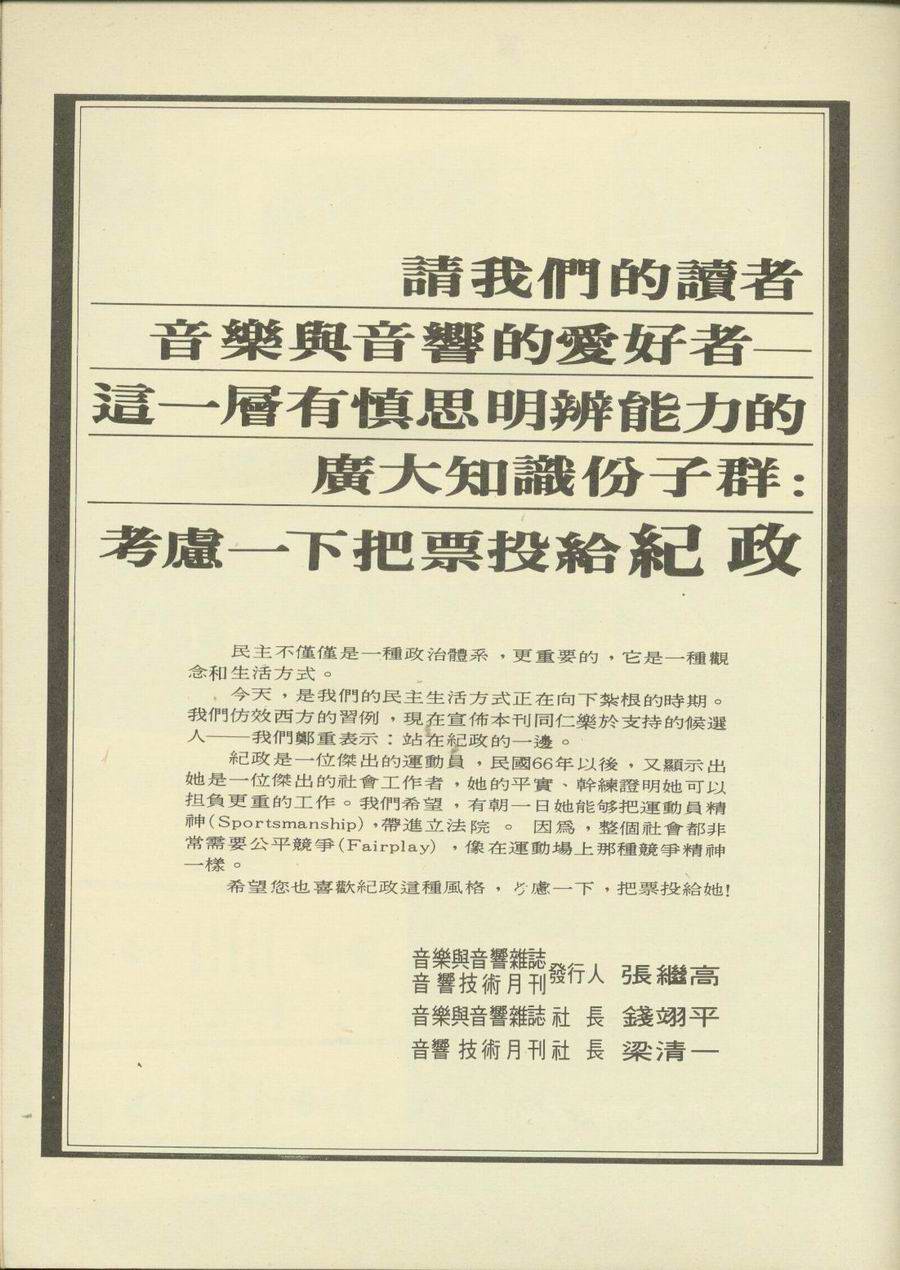 請我們的讀者
音樂與音響的愛好者—
這一層有慎思明辨能力的
廣大知識份子群:
考慮一下把票投給紀政
民主不僅僅是一種政治體系，更重要的，它是一種觀
念和生活方式。
今天，是我們的民主生活方式正在向下紮根的時期。
我們仿效西方的習例，現在宣佈本刊同仁樂於支持的候選
人——我們鄭重表示：站在紀政的一邊。
紀政是一位傑出的運動員，民國66年以後，又顯示出
她是一位傑出的社會工作者，她的平實、幹練證明她可以
担負更重的工作。我們希望，有朝一日她能够把運動員精
神(Sportsmanship)，帶進立法院。 因爲，整個社會都非
常需要公平競爭(Fairplay)，像在運動場上那種競爭精神
一樣。
希望您也喜歡紀政這種風格，考慮一下，把票投給她!
音樂與音響雜誌
音響技術月刊 發行人 張繼高
音樂與音響雜誌 社 長 錢翊平
音響技術月刊 社 長 梁清一